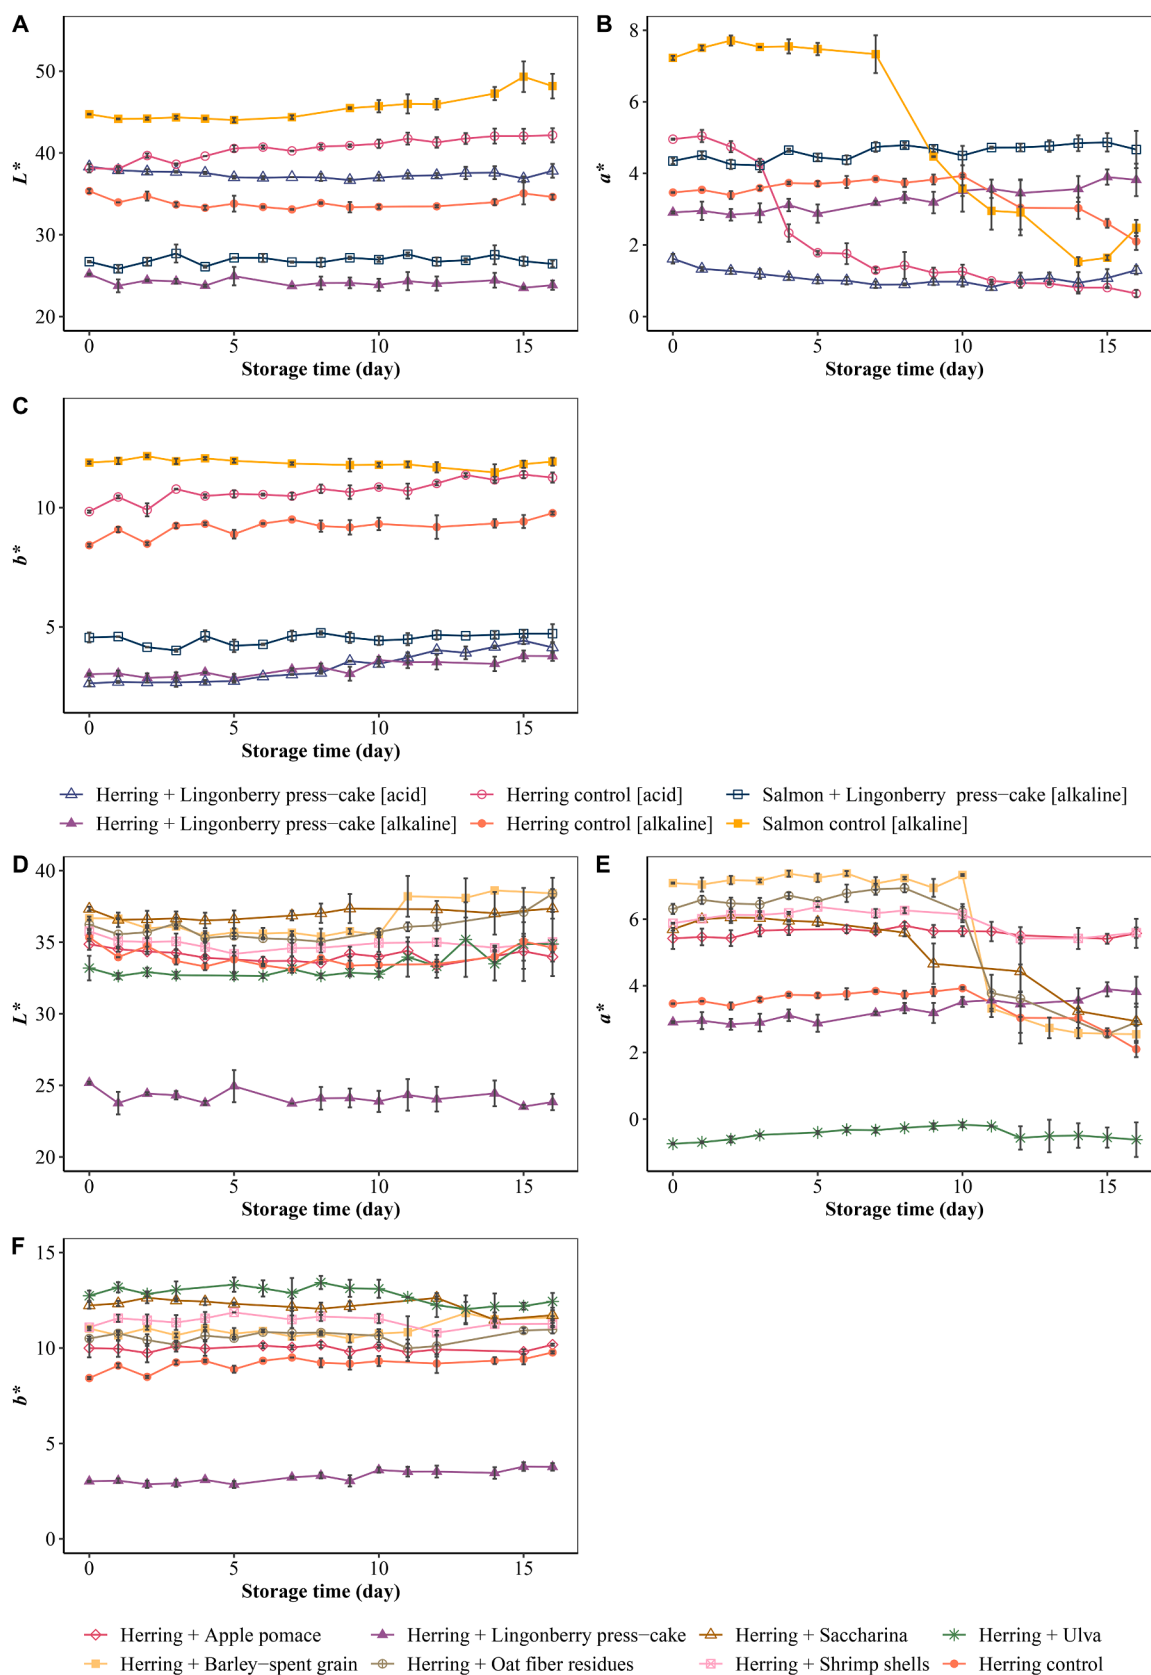 A
B
50
40
30
20
L*
0
5
10
15
Storage time (day)
8
6
4
2
0
a*
0
5
10
15
Storage time (day)
C
10
5
b*
0
5
10
15
Storage time (day)
Herring + Lingonberry press−cake [acid]
Herring control [acid]
Salmon + Lingonberry press−cake [alkaline]
Herring + Lingonberry press−cake [alkaline]
Herring control [alkaline]
Salmon control [alkaline]
D
E
40
35
30
25
20
L*
0
5
10
15
Storage time (day)
6
4
2
0
a*
0
5
10
15
Storage time (day)
F
15
10
5
0
b*
0
5
10
15
Storage time (day)
Herring + Apple pomace
Herring + Lingonberry press−cake
Herring + Saccharina
Herring + Ulva
Herring + Barley−spent grain
Herring + Oat fiber residues
Herring + Shrimp shells
Herring control